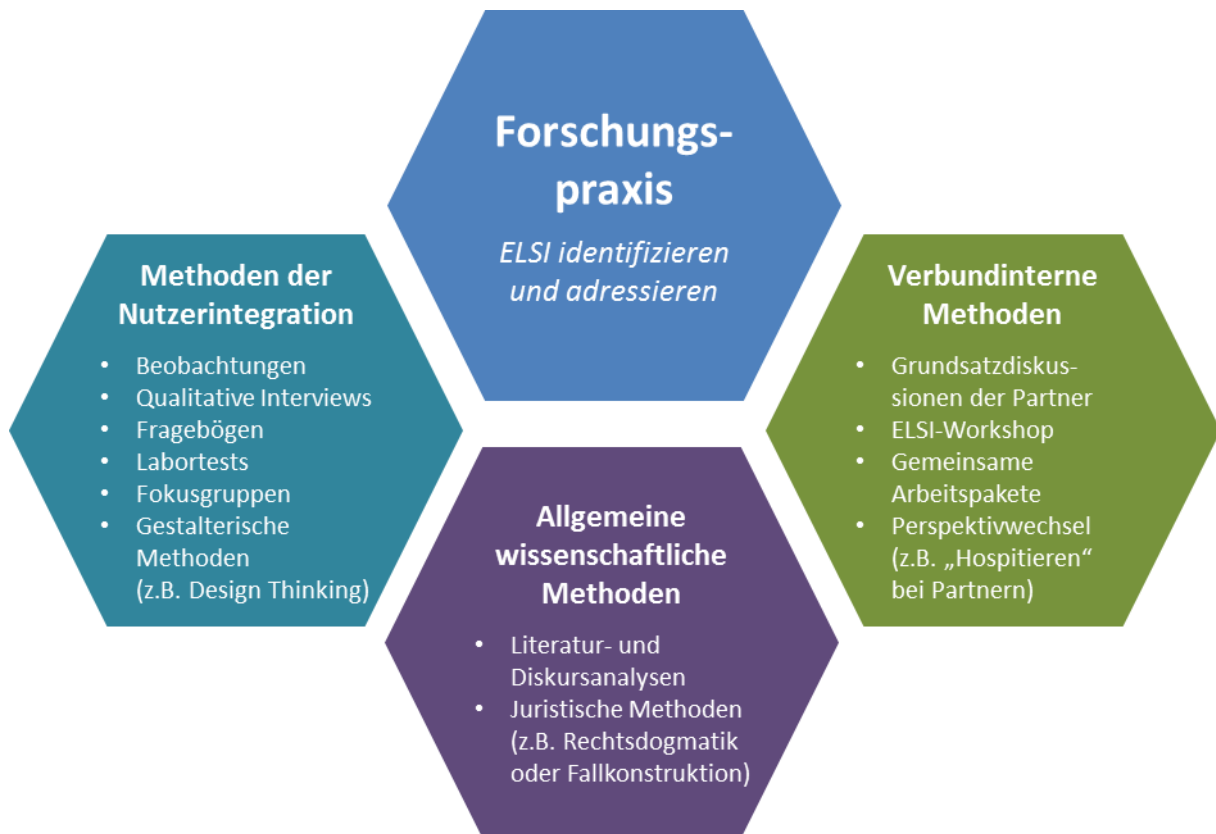 Forschungs-
praxis
ELSI identifizieren
und adressieren
Methoden der
Nutzerintegration
• Beobachtungen
• Qualitative Interviews
• Fragebögen
• Labortests
• Fokusgruppen
• Gestalterische
Methoden
(z.B. Design Thinking)
Allgemeine
wissenschaftliche
Methoden
• Literatur- und
Diskursanalysen
• Juristische Methoden
(z.B. Rechtsdogmatik
oder Fallkonstruktion)
Verbundinterne
Methoden
• Grundsatzdiskus-
sionen der Partner
• ELSI-Workshop
• Gemeinsame
Arbeitspakete
• Perspektivwechsel
(z.B. „Hospitieren“
bei Partnern)